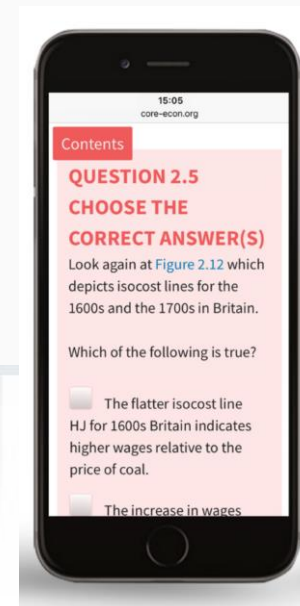 15:05
core-econ.org
Contents
QUESTION 2.5
CHOOSE THE
CORRECT ANSWER(S)
Look again at Figure 2.12 which
depicts isocost lines for the
1600s and the 1700s in Britain.
Which of the following is true?
The flatter isocost line
HJ for 1600s Britain indicates
higher wages relative to the
price of coal.
The increase in wages